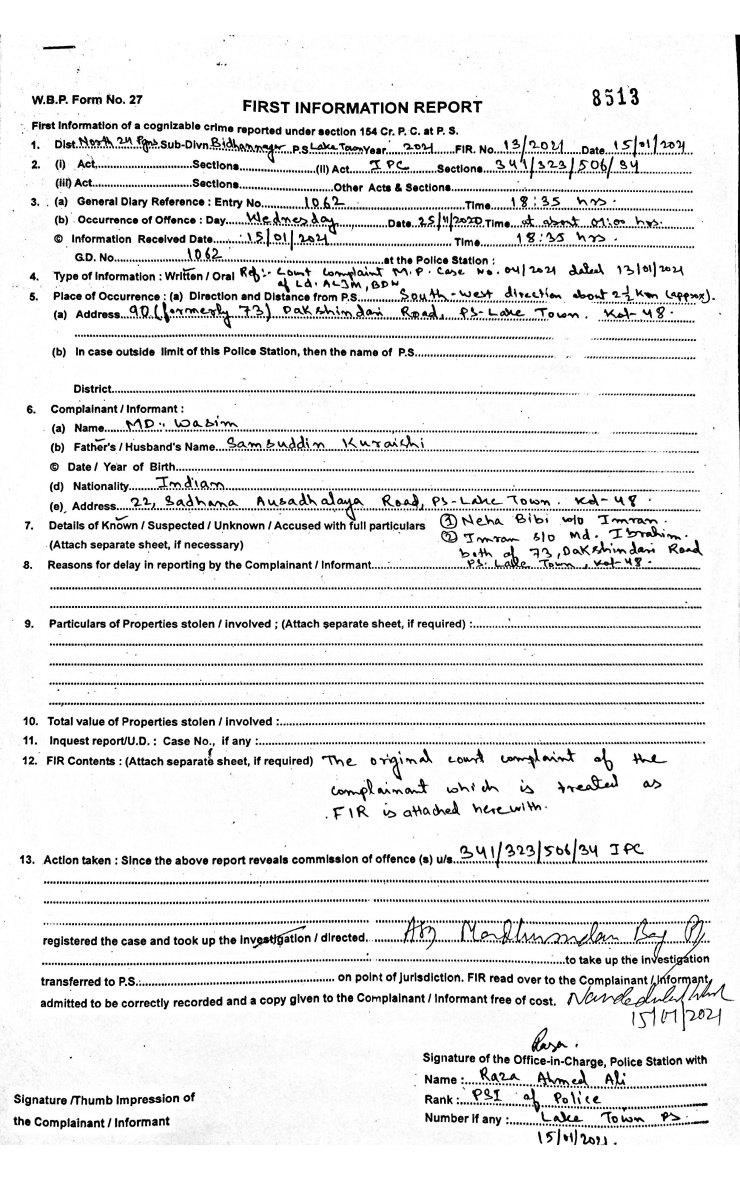 W.B.P. Form No. 27
FIRST INFORMATION REPORT
8513
First Information of a cognizable crime reported under section 154 Cr. P. C. at P. S.
1. Dist. North 24 Pgns Sub-Divn Bidhannagar P.S Lake Town Year 2021 FIR. No. 13/2021 Date 15/01/2021
2. (i) Act.....Sections.....(ii) Act..... IPC Sections 341/323/506/34
(iii) Act.....Sections.....Other Acts & Sections.....
3. (a) General Diary Reference : Entry No. 1062 Time 18:35 hrs
(b) Occurrence of Offence : Day Wednesday Date 25/11/2020 Time at about 01:00 hrs.
© Information Received Date 15/01/2021 Time 18:35 hrs.
G.D. No. 1062 at the Police Station :
4. Type of Information : Written / Oral Ref:- Court complaint M.P. Case No. 04/2021 dated 13/01/2021
of Ld. ACJM, BDN
5. Place of Occurrence : (a) Direction and Distance from P.S. South-west direction about 2½ Km (approx).
(a) Address 90 (formerly 73) Dakshindari Road, PS-Lake Town. Kol-48.
(b) In case outside limit of this Police Station, then the name of P.S.....
District.....
6. Complainant / Informant :
(a) Name MD. Wasim
(b) Father's / Husband's Name Samsuddin Kuraichi
© Date / Year of Birth.....
(d) Nationality Indian
(e) Address 22, Sadhana Ausadhalaya Road, PS-Lake Town. Kol-48.
7. Details of Known / Suspected / Unknown / Accused with full particulars ① Neha Bibi w/o Imran.
(Attach separate sheet, if necessary) ② Imran s/o Md. Ibrahim.
both of 73, Dakshindari Road
8. Reasons for delay in reporting by the Complainant / Informant..... PS. Lake Town, Kol-48.
9. Particulars of Properties stolen / involved ; (Attach separate sheet, if required) :.....
10. Total value of Properties stolen / involved :.....
11. Inquest report/U.D. : Case No., if any :.....
12. FIR Contents : (Attach separate sheet, if required) The original court complaint of the
complainant which is treated as
FIR is attached herewith.
13. Action taken : Since the above report reveals commission of offence (s) u/s. 341/323/506/34 IPC
registered the case and took up the investigation / directed. ASI Madhusudan Bag
to take up the investigation
transferred to P.S.:..... on point of jurisdiction. FIR read over to the Complainant / Informant,
admitted to be correctly recorded and a copy given to the Complainant / Informant free of cost.
15/01/2021
Raza.
Signature of the Office-in-Charge, Police Station with
Name : Raza Ahmed Ali
Signature /Thumb Impression of
Rank : PSI of Police
the Complainant / Informant
Number if any : Lake Town PS
15/01/2021.